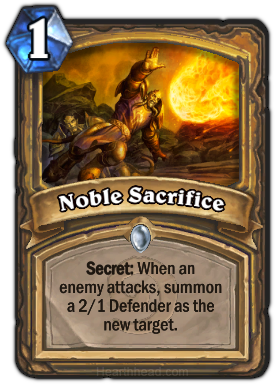 1
Noble Sacrifice
Secret: When an
enemy attacks, summon
a 2/1 Defender as the
new target.
Hearthhead.com